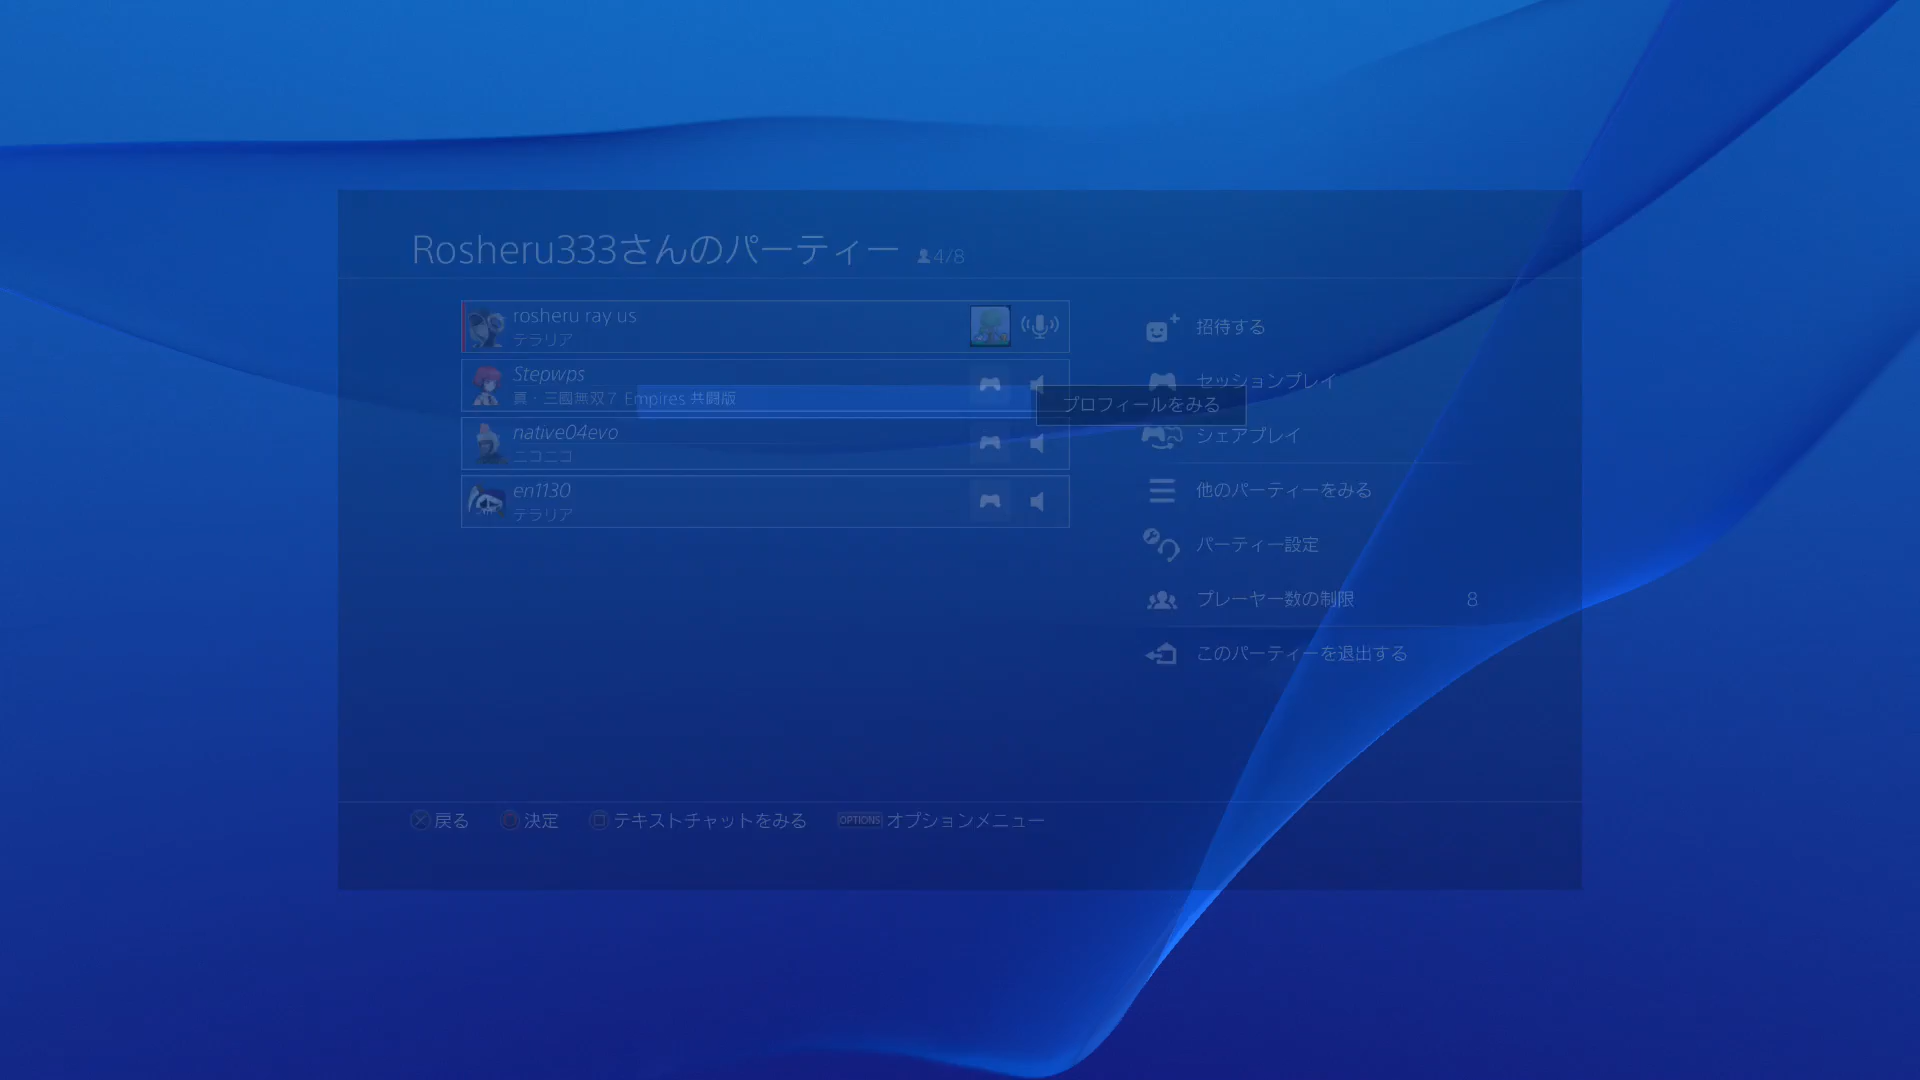 Rosheru333さんのパーティー 4/8
rosheru ray us
テラリア
Stepwps
真・三國無双７ Empires 共闘版
native04evo
ニコニコ
en1130
テラリア
招待する
セッションプレイ
プロフィールをみる
シェアプレイ
他のパーティーをみる
パーティー設定
プレーヤー数の制限 8
このパーティーを退出する
戻る 決定 テキストチャットをみる OPTIONS オプションメニュー